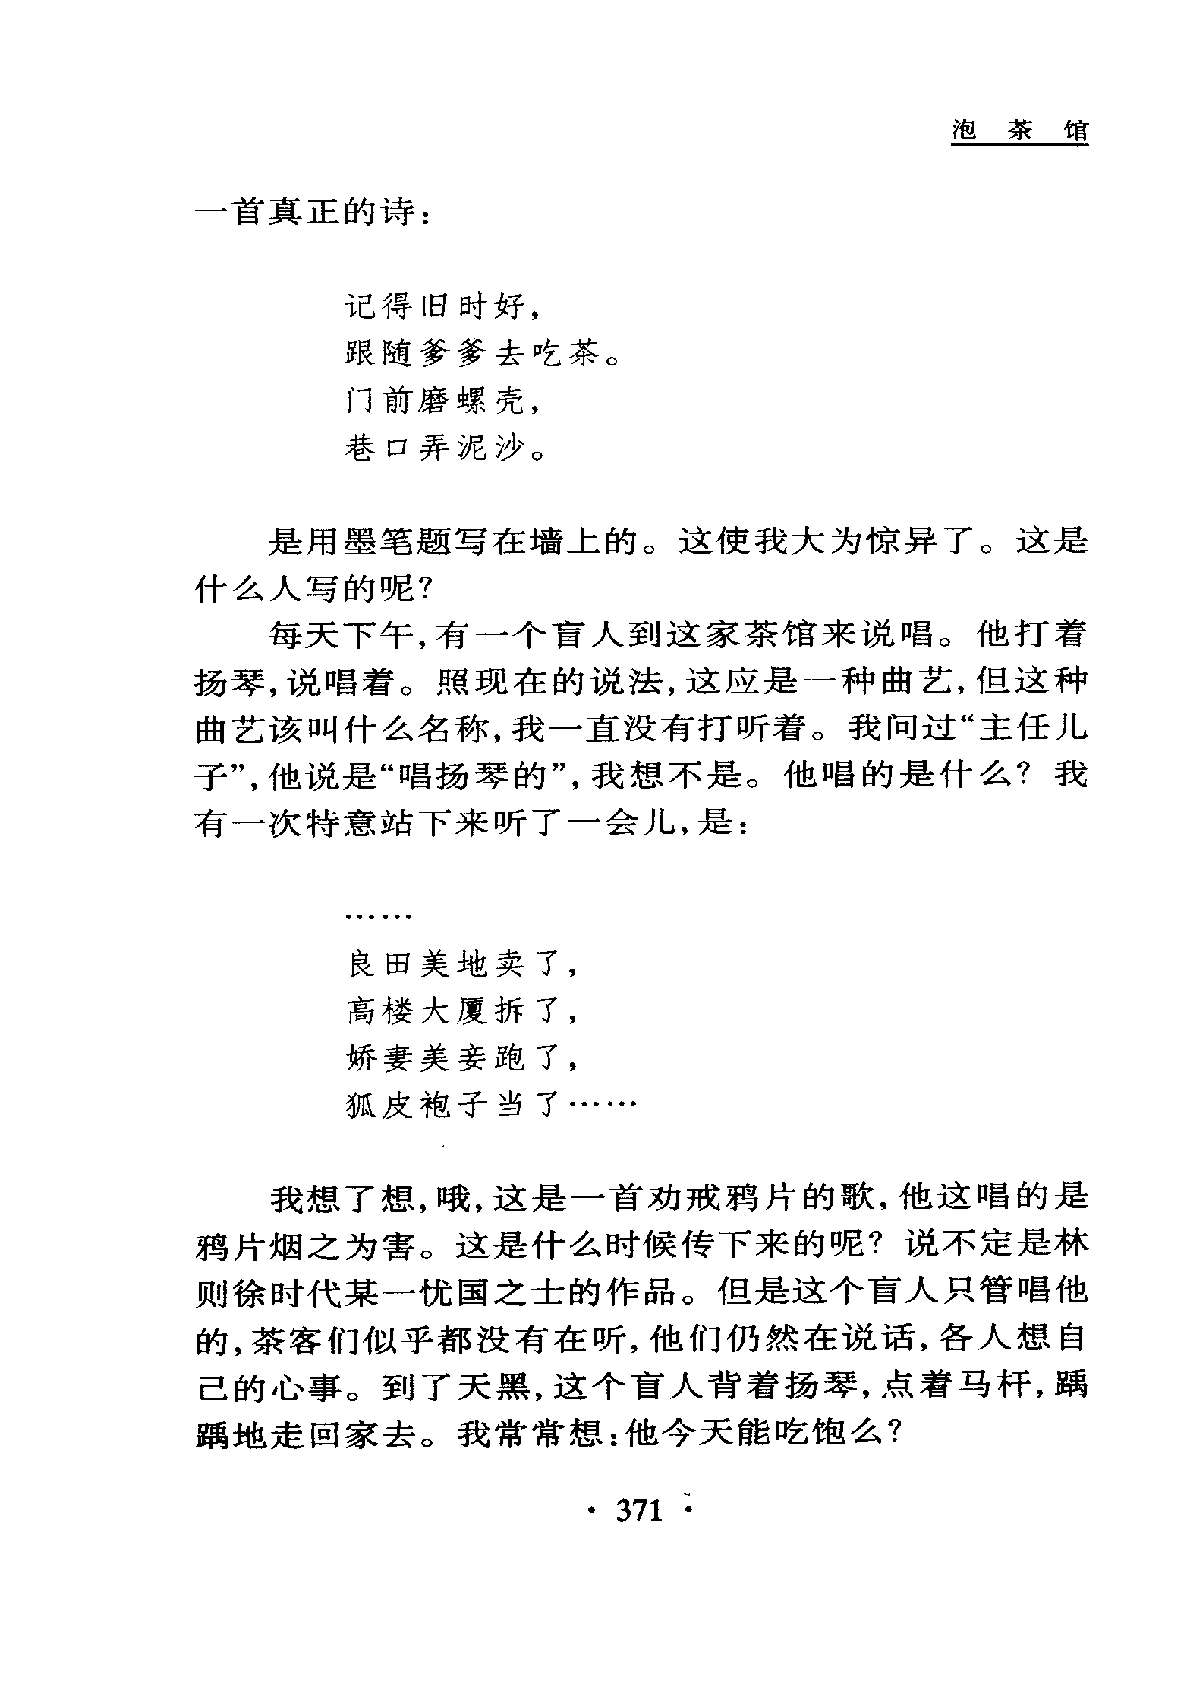 泡 茶 馆
一首真正的诗：
记得旧时好，
跟随爹爹去吃茶。
门前磨螺壳，
巷口弄泥沙。
是用墨笔题写在墙上的。这使我大为惊异了。这是
什么人写的呢？
每天下午，有一个盲人到这家茶馆来说唱。他打着
扬琴，说唱着。照现在的说法，这应是一种曲艺，但这种
曲艺该叫什么名称，我一直没有打听着。我问过“主任儿
子”，他说是“唱扬琴的”，我想不是。他唱的是什么？我
有一次特意站下来听了一会儿，是：
……
良田美地卖了，
高楼大厦拆了，
娇妻美妾跑了，
狐皮袍子当了……
我想了想，哦，这是一首劝戒鸦片的歌，他这唱的是
鸦片烟之为害。这是什么时候传下来的呢？说不定是林
则徐时代某一忧国之士的作品。但是这个盲人只管唱他
的，茶客们似乎都没有在听，他们仍然在说话，各人想自
己的心事。到了天黑，这个盲人背着扬琴，点着马杆，踽
踽地走回家去。我常常想：他今天能吃饱么？
· 371 ·